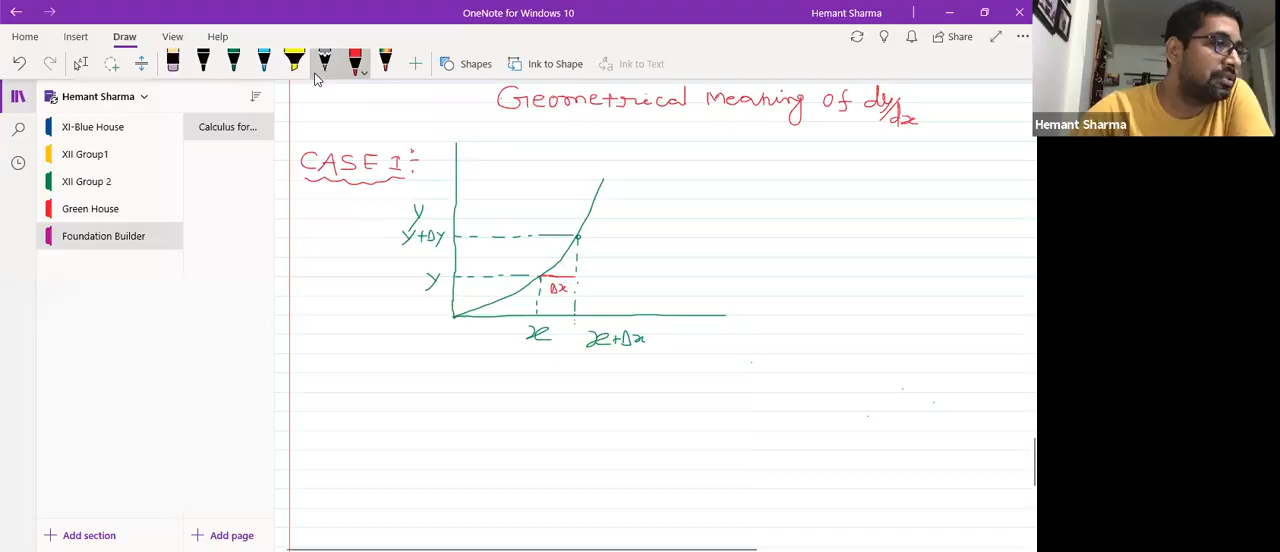 OneNote for Windows 10
Hemant Sharma
Home
Insert
Draw
View
Help
Share
Shapes
Ink to Shape
Ink to Text
Hemant Sharma
XI-Blue House
XII Group1
XII Group 2
Green House
Foundation Builder
Add section
Calculus for...
Add page
Geometrical Meaning of dy/dx
CASE I:
y
y+Δy
y
Δx
x
x+Δx
Hemant Sharma